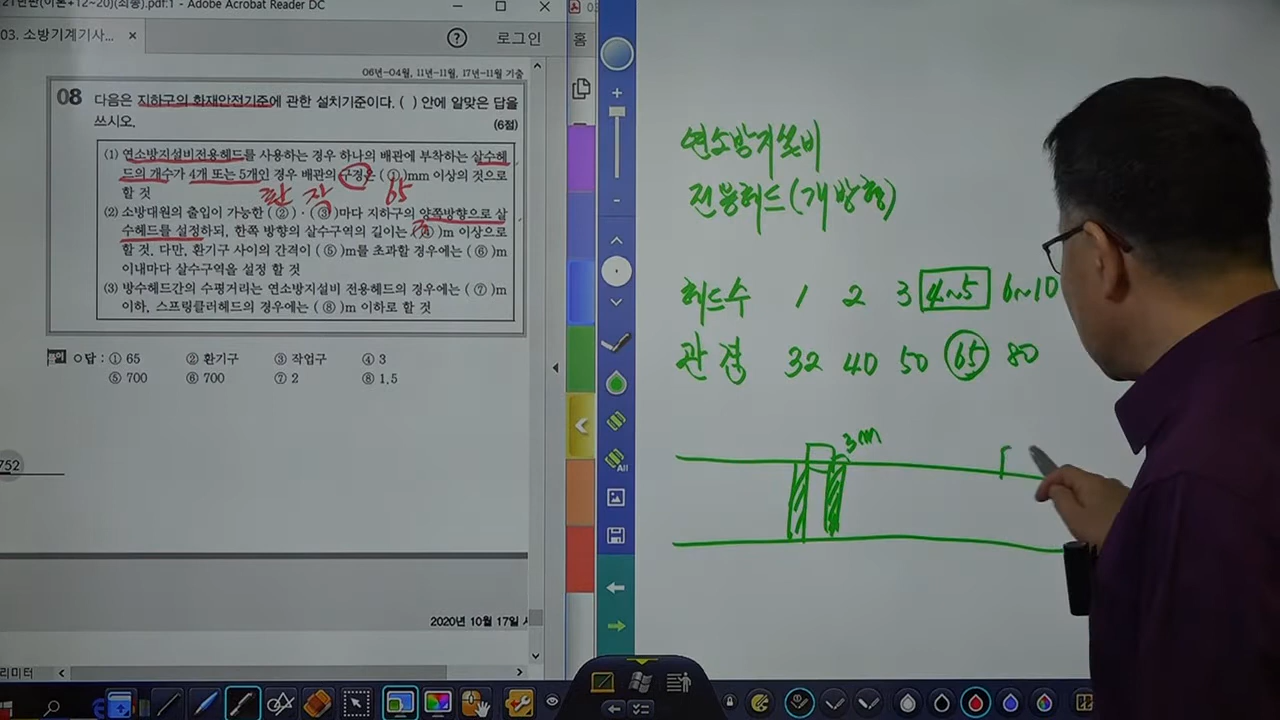 21년판(이론+12~20)(최종).pdf:1 - Adobe Acrobat Reader DC
03. 소방기계기사...
로그인
홈
06년-04월, 11년-11월, 17년-11월 기출
08 다음은 지하구의 화재안전기준에 관한 설치기준이다. ( ) 안에 알맞은 답을
쓰시오. (6점)
(1) 연소방지설비전용헤드를 사용하는 경우 하나의 배관에 부착하는 살수헤
드의 개수가 4개 또는 5개인 경우 배관의 구경은 ( ① )mm 이상의 것으로
할 것
환 작 65
(2) 소방대원의 출입이 가능한 ( ② )·( ③ )마다 지하구의 양쪽방향으로 살
수헤드를 설정하되, 한쪽 방향의 살수구역의 길이는 ( ④ )m 이상으로
할 것. 다만, 환기구 사이의 간격이 ( ⑤ )m를 초과할 경우에는 ( ⑥ )m
이내마다 살수구역을 설정 할 것
(3) 방수헤드간의 수평거리는 연소방지설비 전용헤드의 경우에는 ( ⑦ )m
이하, 스프링클러헤드의 경우에는 ( ⑧ )m 이하로 할 것
풀이 ○답 : ① 65 ② 환기구 ③ 작업구 ④ 3
⑤ 700 ⑥ 700 ⑦ 2 ⑧ 1.5
752
2020년 10월 17일 시
리미터
연소방지설비
전용헤드(개방형)
헤드수 1 2 3 4~5 6~10
관경 32 40 50 65 80
3m
All